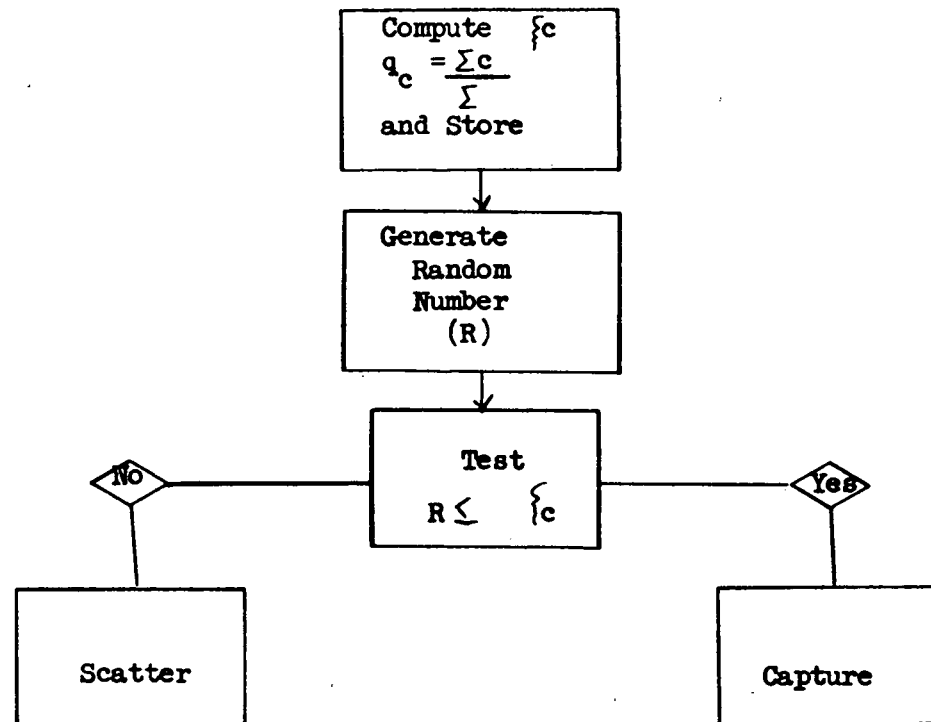 Compute ξc
q_c = Σc
Σ
and Store
Generate
Random
Number
(R)
Test
R ≤ ξc
No
Yes
Scatter
Capture